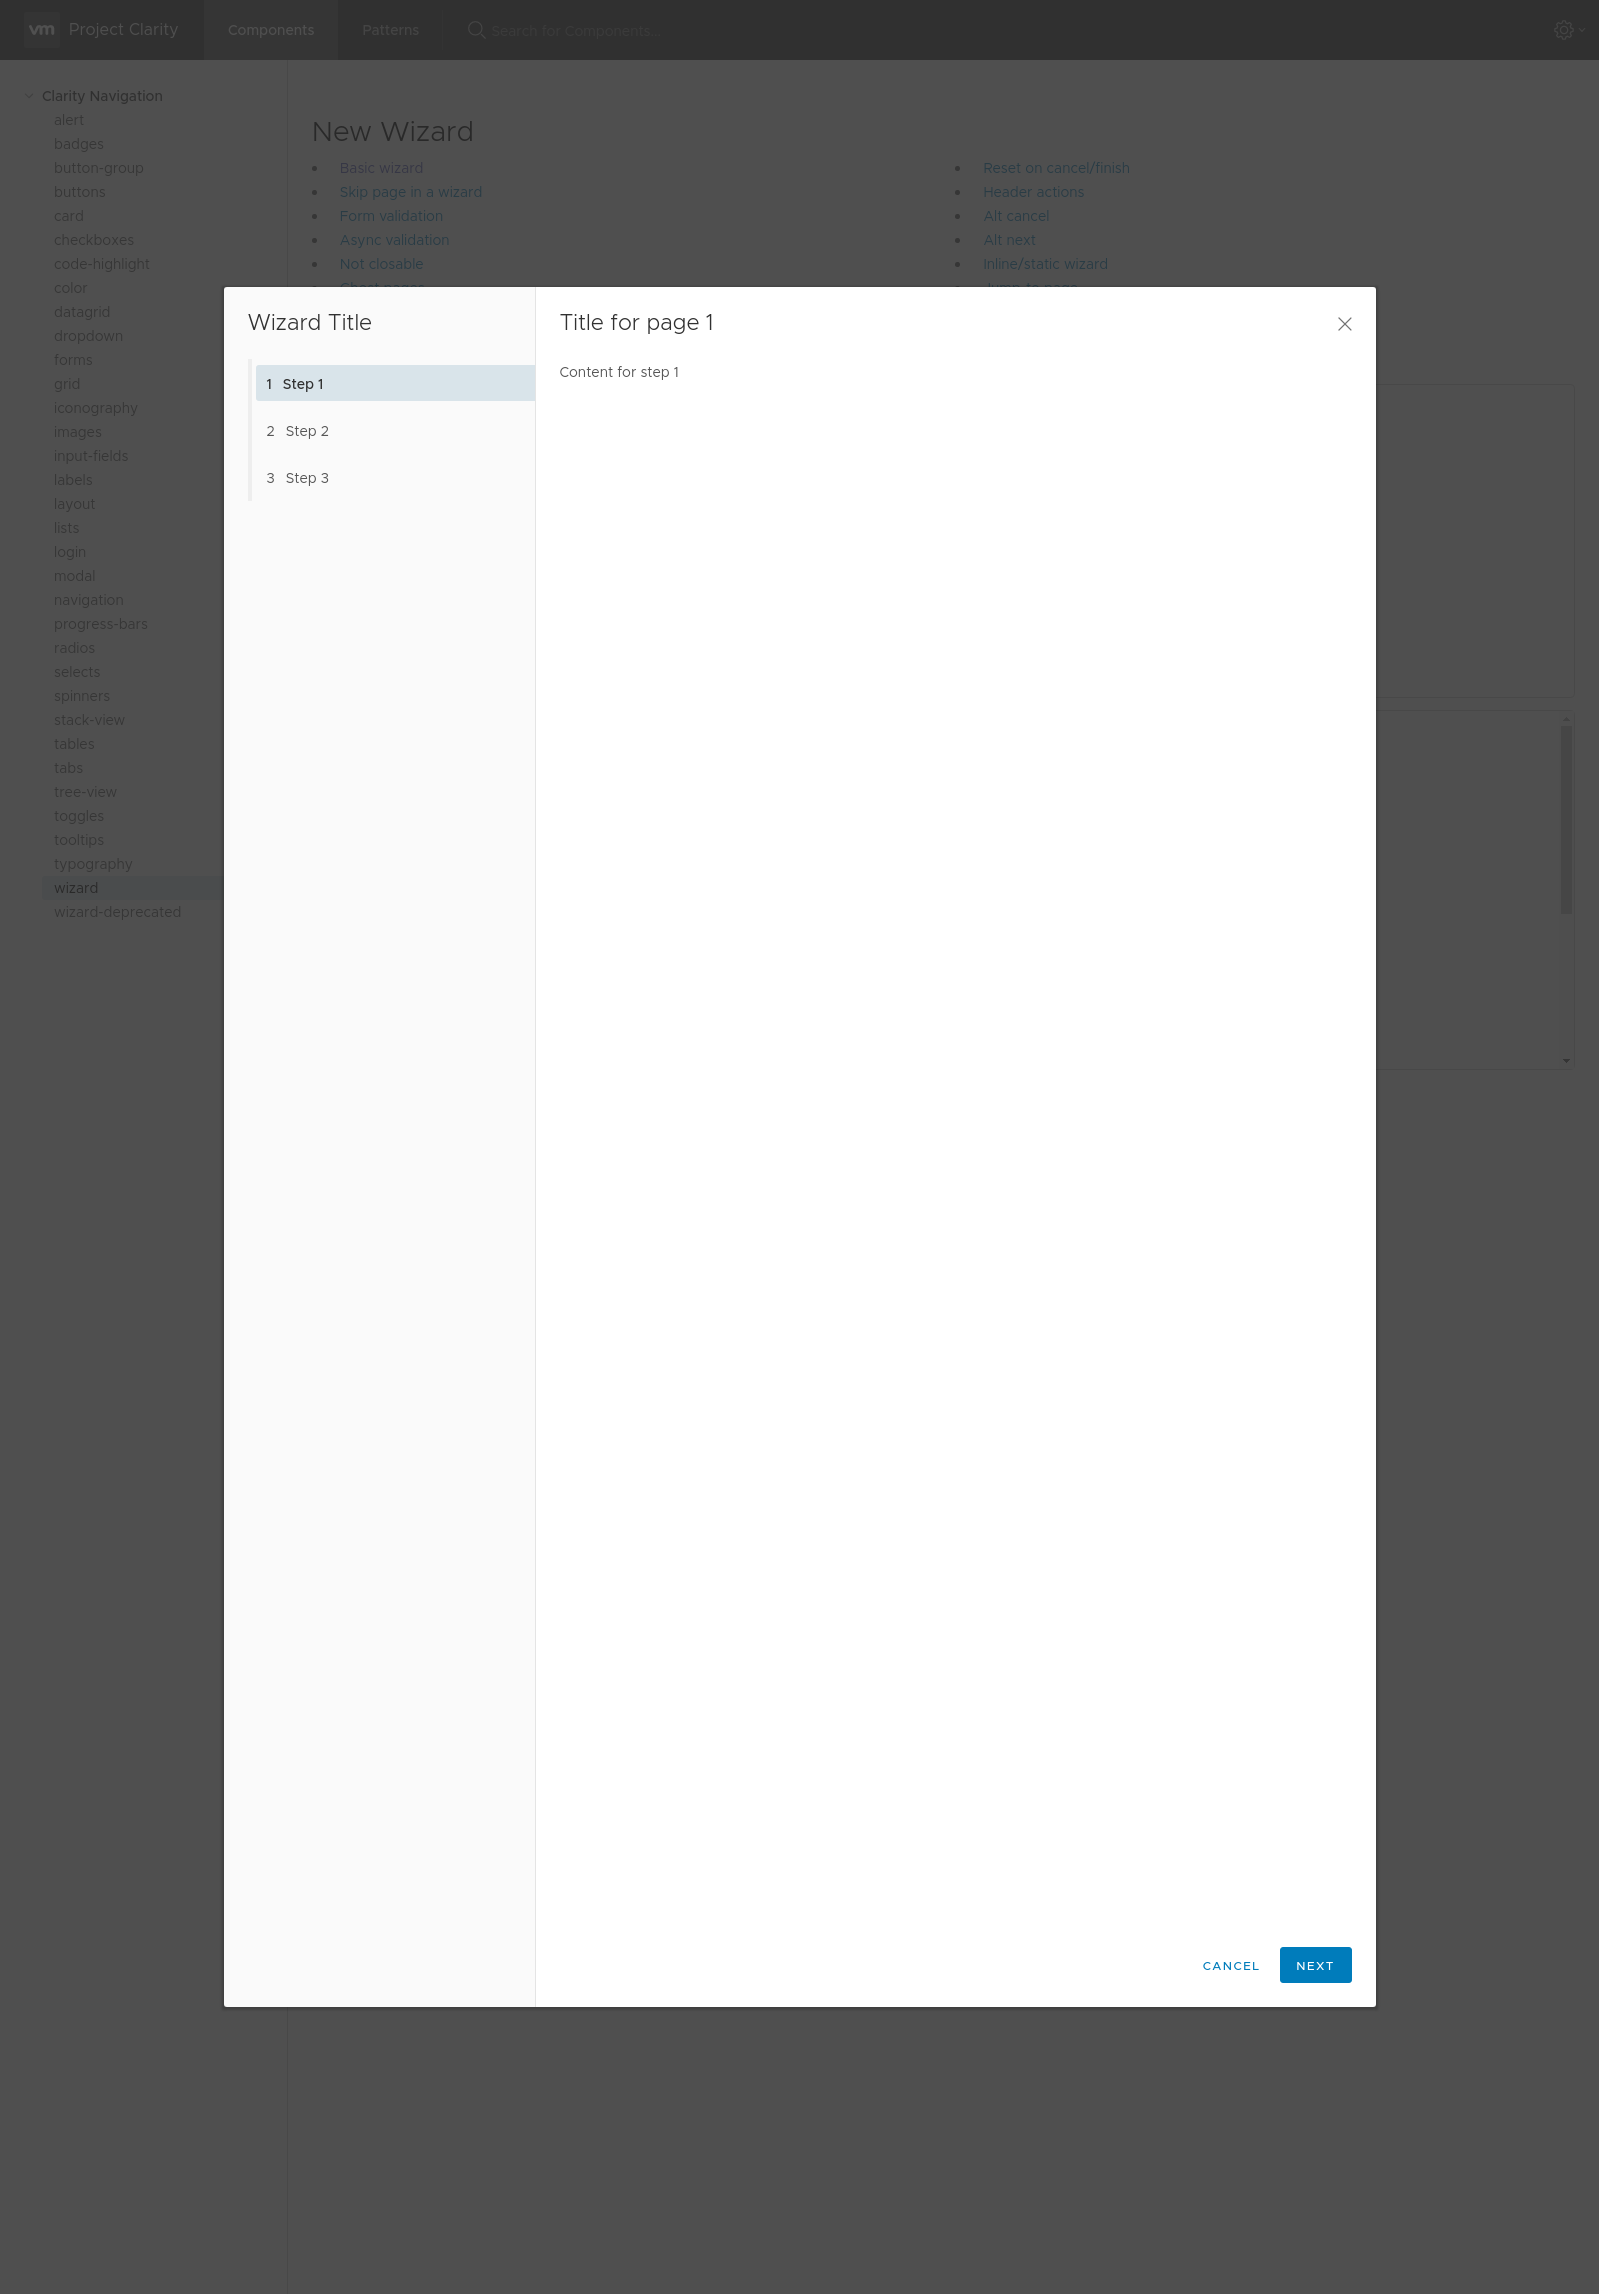 vm Project Clarity Components Patterns Search for Components...
Clarity Navigation
alert
badges
button-group
buttons
card
checkboxes
code-highlight
color
datagrid
dropdown
forms
grid
iconography
images
input-fields
labels
layout
lists
login
modal
navigation
progress-bars
radios
selects
spinners
stack-view
tables
tabs
tree-view
toggles
tooltips
typography
wizard
wizard-deprecated
New Wizard
Basic wizard
Skip page in a wizard
Form validation
Async validation
Not closable
Reset on cancel/finish
Header actions
Alt cancel
Alt next
Inline/static wizard
Wizard Title
1 Step 1
2 Step 2
3 Step 3
Title for page 1
Content for step 1
CANCEL NEXT